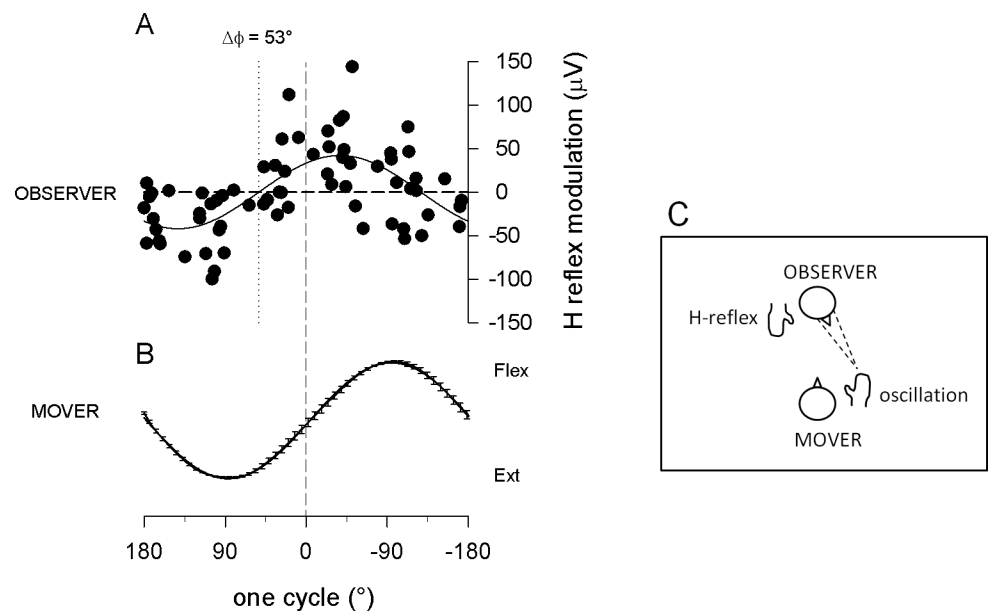 A
Δϕ = 53°
150
100
50
0
-50
-100
-150
H reflex modulation (μV)
OBSERVER
B
MOVER
Flex
Ext
180 90 0 -90 -180
one cycle (°)
C
OBSERVER
H-reflex
oscillation
MOVER